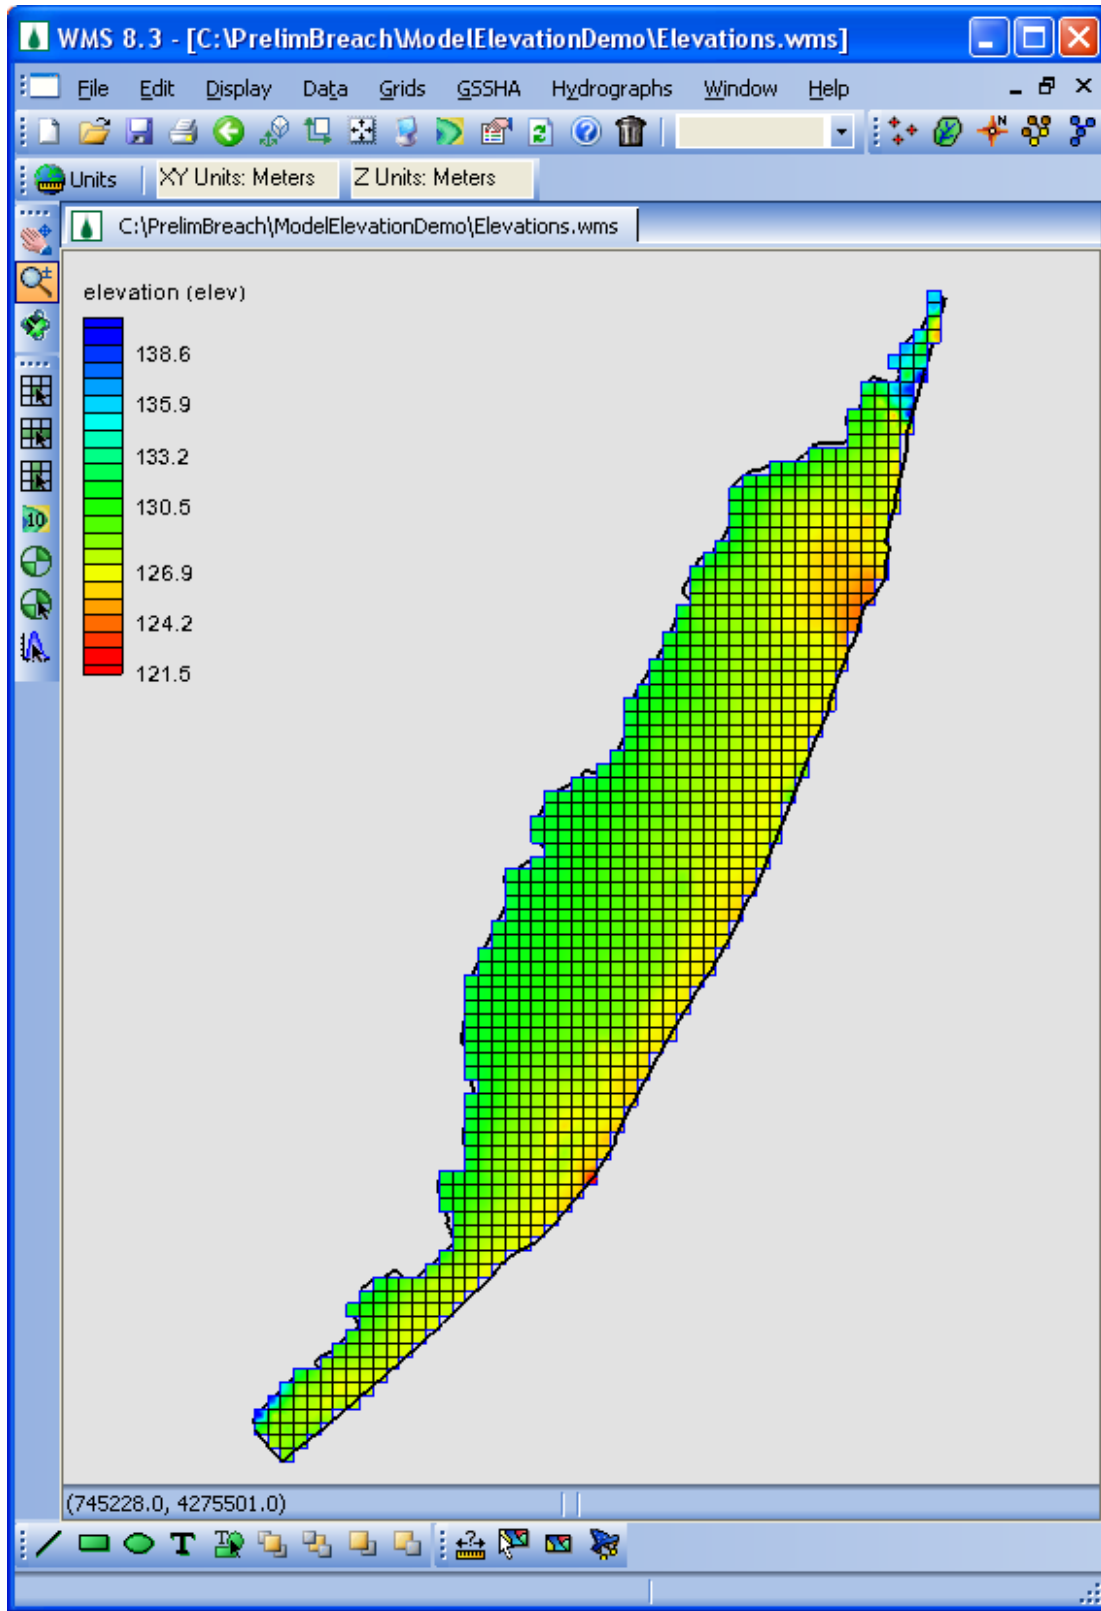 WMS 8.3 - [C:\PrelimBreach\ModelElevationDemo\Elevations.wms]
File Edit Display Data Grids GSSHA Hydrographs Window Help
Units XY Units: Meters Z Units: Meters
C:\PrelimBreach\ModelElevationDemo\Elevations.wms
elevation (elev)
138.6
135.9
133.2
130.5
126.9
124.2
121.5
10
N
(745228.0, 4275501.0)
T
?